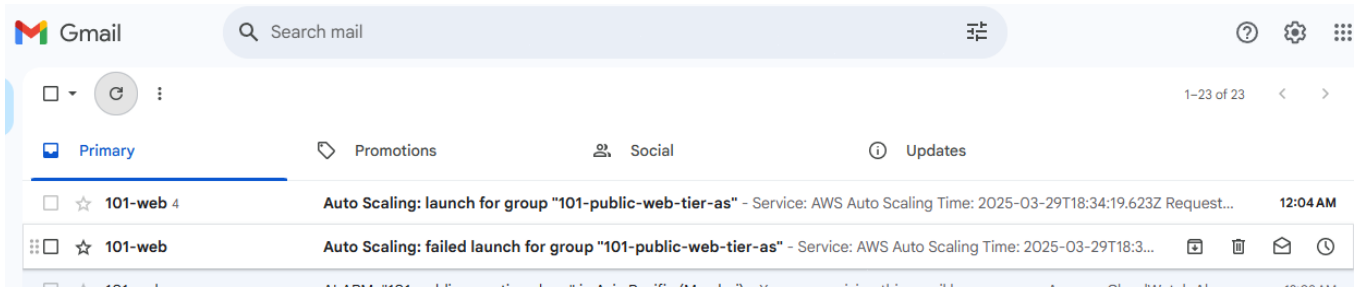 Gmail
Search mail
1–23 of 23
Primary Promotions Social Updates
101-web 4 Auto Scaling: launch for group "101-public-web-tier-as" - Service: AWS Auto Scaling Time: 2025-03-29T18:34:19.623Z Request... 12:04 AM
101-web Auto Scaling: failed launch for group "101-public-web-tier-as" - Service: AWS Auto Scaling Time: 2025-03-29T18:3...